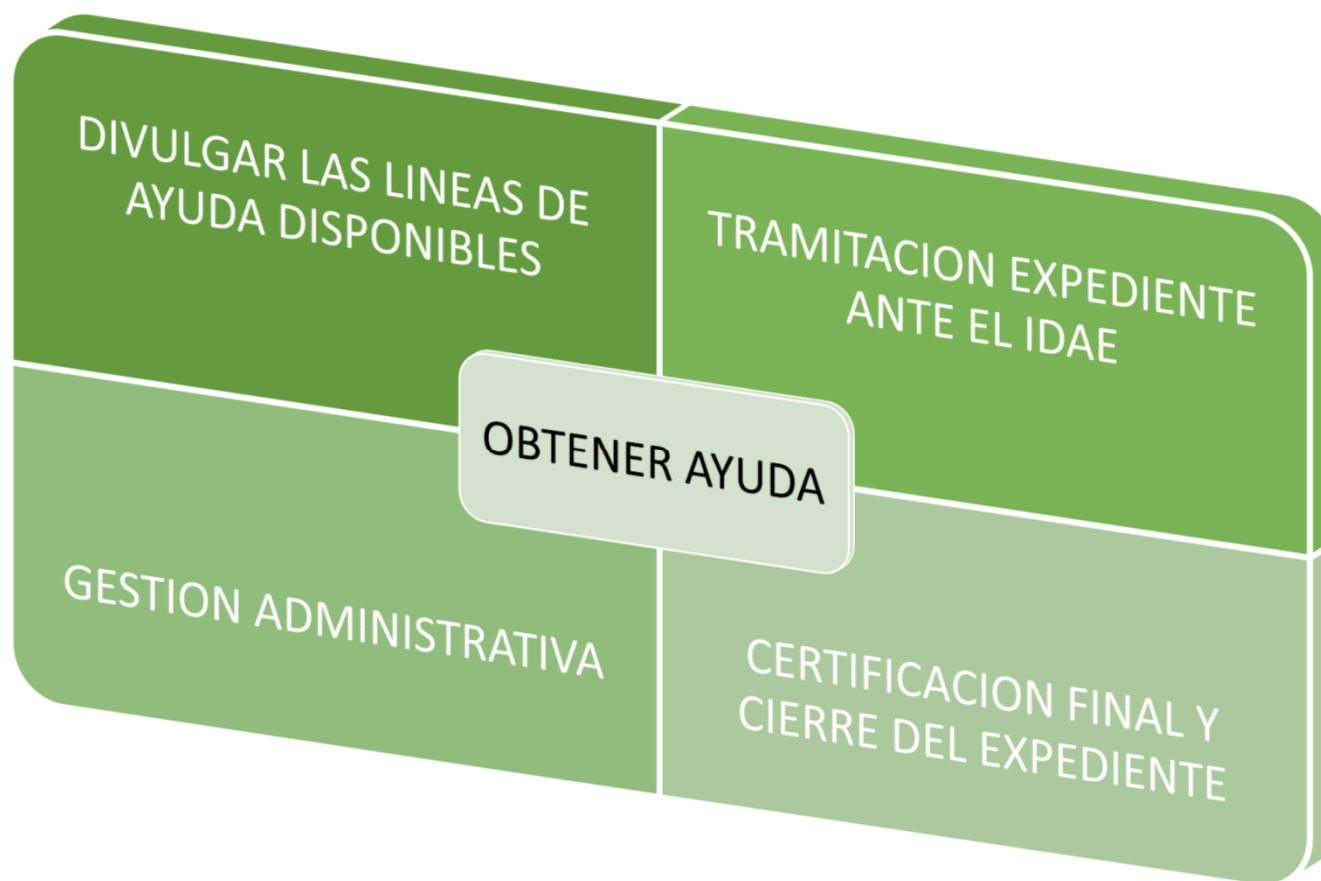 DIVULGAR LAS LINEAS DE
AYUDA DISPONIBLES
TRAMITACION EXPEDIENTE
ANTE EL IDAE
OBTENER AYUDA
GESTION ADMINISTRATIVA
CERTIFICACION FINAL Y
CIERRE DEL EXPEDIENTE